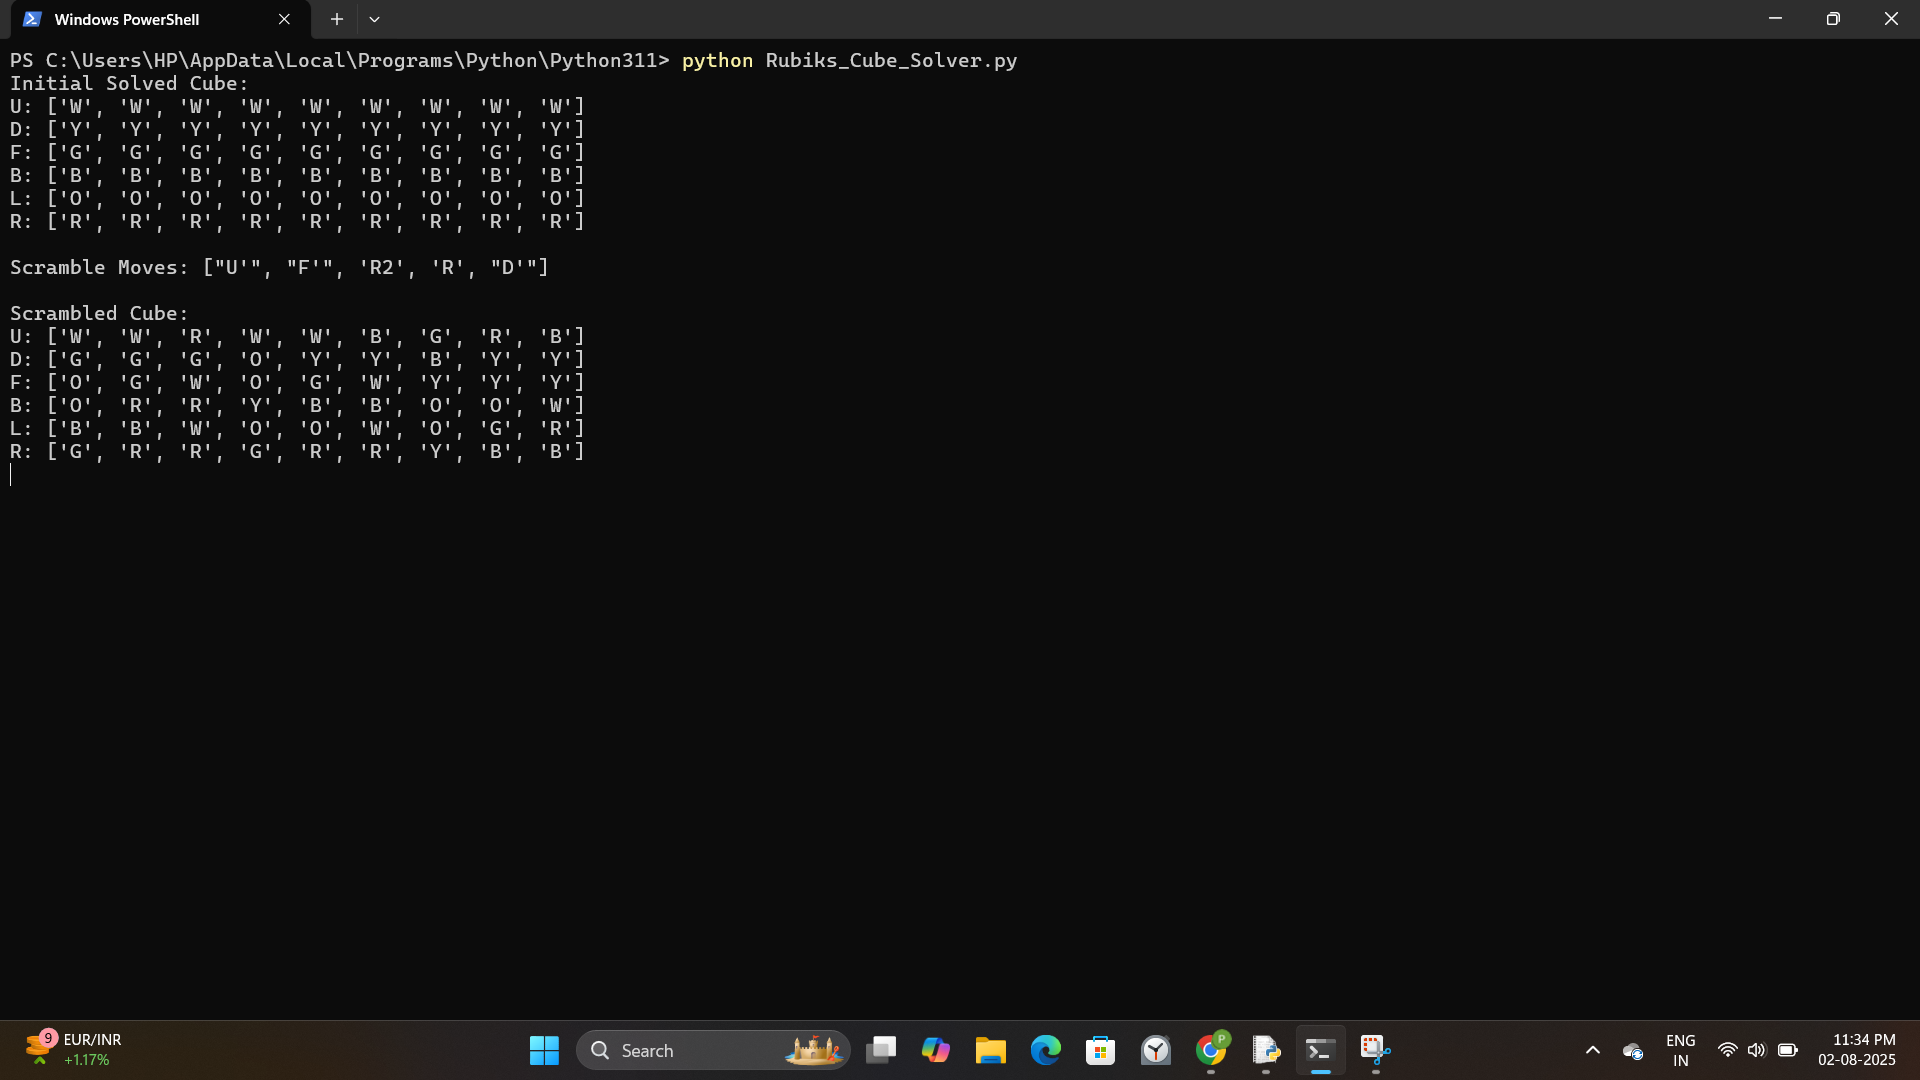 Windows PowerShell
PS C:\Users\HP\AppData\Local\Programs\Python\Python311> python Rubiks_Cube_Solver.py
Initial Solved Cube:
U: ['W', 'W', 'W', 'W', 'W', 'W', 'W', 'W', 'W']
D: ['Y', 'Y', 'Y', 'Y', 'Y', 'Y', 'Y', 'Y', 'Y']
F: ['G', 'G', 'G', 'G', 'G', 'G', 'G', 'G', 'G']
B: ['B', 'B', 'B', 'B', 'B', 'B', 'B', 'B', 'B']
L: ['O', 'O', 'O', 'O', 'O', 'O', 'O', 'O', 'O']
R: ['R', 'R', 'R', 'R', 'R', 'R', 'R', 'R', 'R']
Scramble Moves: ["U'", "F'", 'R2', 'R', "D'"]
Scrambled Cube:
U: ['W', 'W', 'R', 'W', 'W', 'B', 'G', 'R', 'B']
D: ['G', 'G', 'G', 'O', 'Y', 'Y', 'B', 'Y', 'Y']
F: ['O', 'G', 'W', 'O', 'G', 'W', 'Y', 'Y', 'Y']
B: ['O', 'R', 'R', 'Y', 'B', 'B', 'O', 'O', 'W']
L: ['B', 'B', 'W', 'O', 'O', 'W', 'O', 'G', 'R']
R: ['G', 'R', 'R', 'G', 'R', 'R', 'Y', 'B', 'B']
9
EUR/INR
+1.17%
Search
P
ENG
IN
11:34 PM
02-08-2025